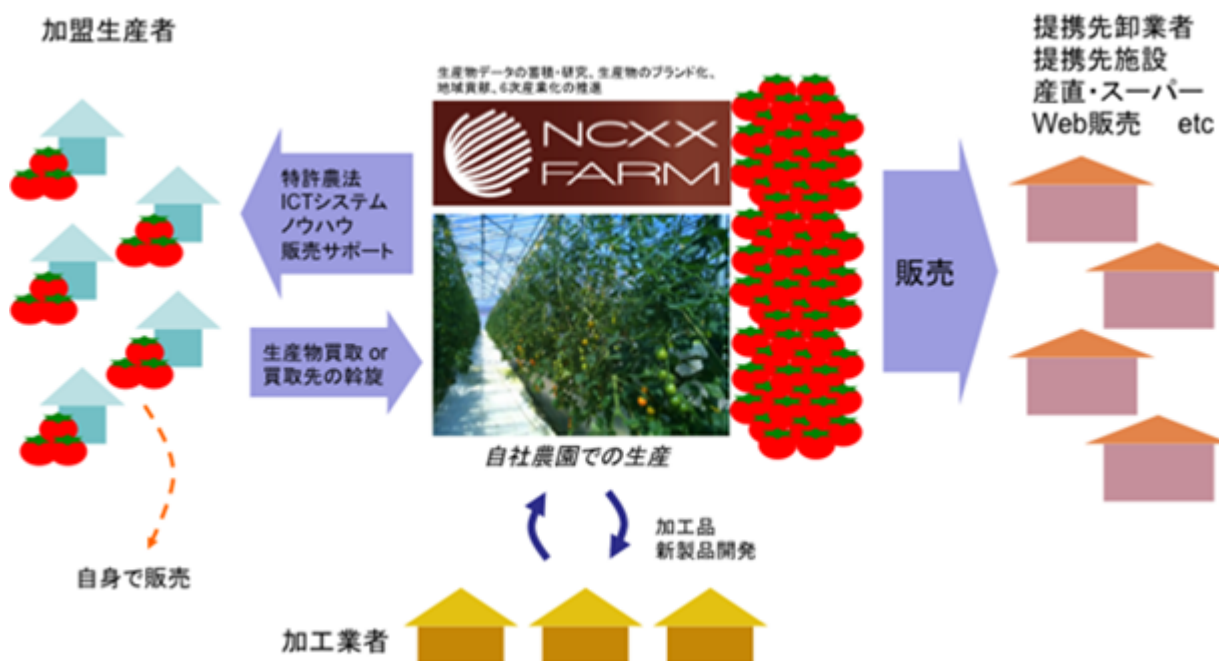 加盟生産者
生産物データの蓄積・研究、生産物のブランド化、
地域貢献、6次産業化の推進
NCXX
FARM
特許農法
ICTシステム
ノウハウ
販売サポート
生産物買取 or
買取先の斡旋
自社農園での生産
販売
提携先卸業者
提携先施設
産直・スーパー
Web販売 etc
加工品
新製品開発
自身で販売
加工業者